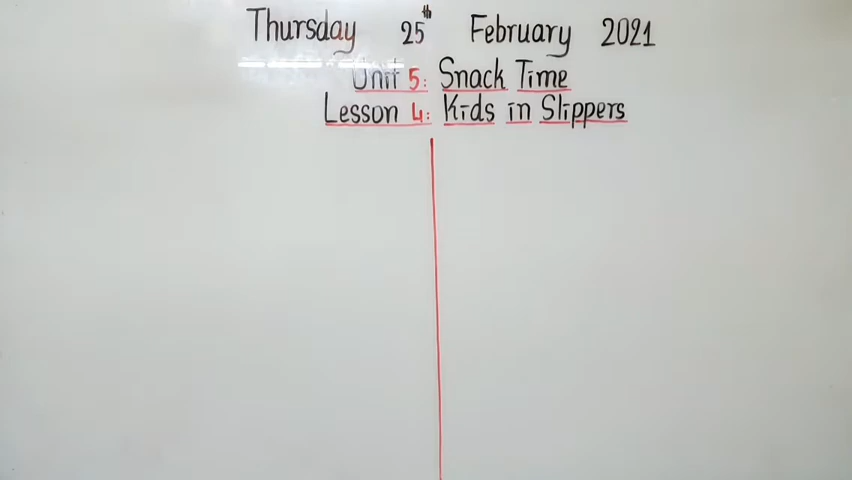 Thursday 25th February 2021
Unit 5: Snack Time
Lesson 4: Kids in Slippers